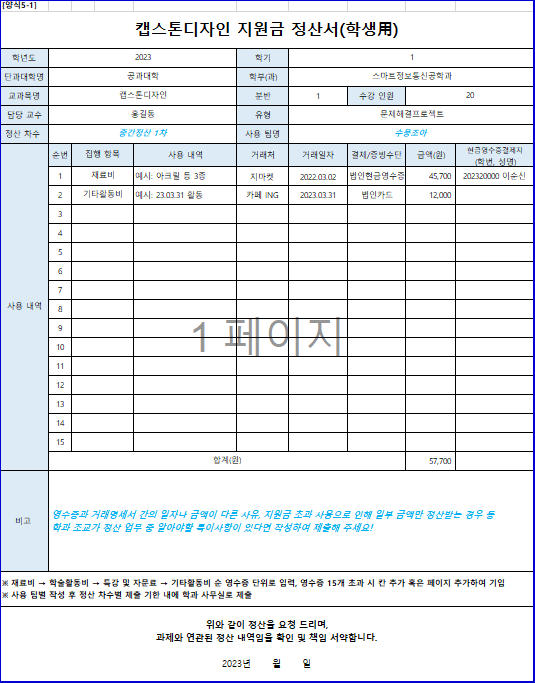 [양식5-1]
캡스톤디자인 지원금 정산서(학생用)
학년도 2023 학기 1
단과대학명 공과대학 학부(과) 스마트정보통신공학과
교과목명 캡스톤디자인 분반 1 수강 인원 20
담당 교수 홍길동 유형 문제해결프로젝트
정산 차수 중간정산 1차 사용 팀명 수용조아
사용 내역
순번 집행 항목 사용 내역 거래처 거래일자 결제/증빙수단 금액(원) 현금영수증결제자
(학번, 성명)
1 재료비 예시: 아크릴 등 3종 지마켓 2022.03.02 법인현금영수증 45,700 202320000 이순신
2 기타활동비 예시: 23.03.31 활동 카페 ING 2023.03.31 법인카드 12,000
3
4
5
6
7
8
9
10
11
12
13
14
15
1 페이지
합계(원) 57,700
비고
영수증과 거래명세서 간의 일자나 금액이 다른 사유, 지원금 초과 사용으로 인해 일부 금액만 정산받는 경우 등
학과 조교가 정산 업무 중 알아야할 특이사항이 있다면 작성하여 제출해 주세요!
※ 재료비 → 학술활동비 → 특강 및 자문료 → 기타활동비 순 영수증 단위로 입력, 영수증 15개 초과 시 칸 추가 혹은 페이지 추가하여 기입
※ 사용 팀별 작성 후 정산 차수별 제출 기한 내에 학과 사무실로 제출
위와 같이 정산을 요청 드리며,
과제와 연관된 정산 내역임을 확인 및 책임 서약합니다.
2023년 월 일